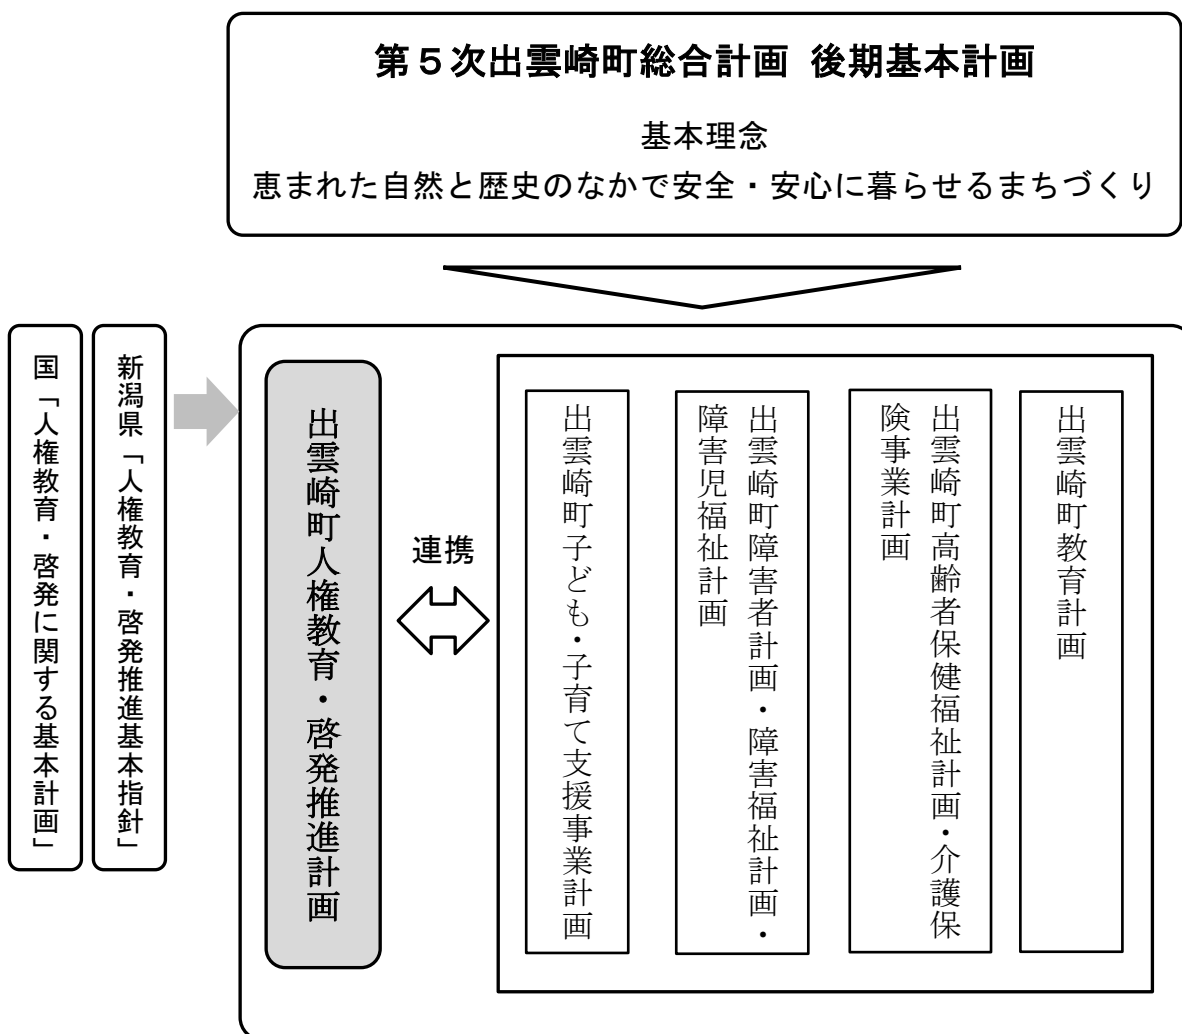 第５次出雲崎町総合計画 後期基本計画
基本理念
恵まれた自然と歴史のなかで安全・安心に暮らせるまちづくり
国「人権教育・啓発に関する基本計画」
新潟県「人権教育・啓発推進基本指針」
出雲崎町人権教育・啓発推進計画
連携
出雲崎町子ども・子育て支援事業計画
出雲崎町障害者計画・障害福祉計画・
障害児福祉計画
出雲崎町高齢者保健福祉計画・介護保
険事業計画
出雲崎町教育計画